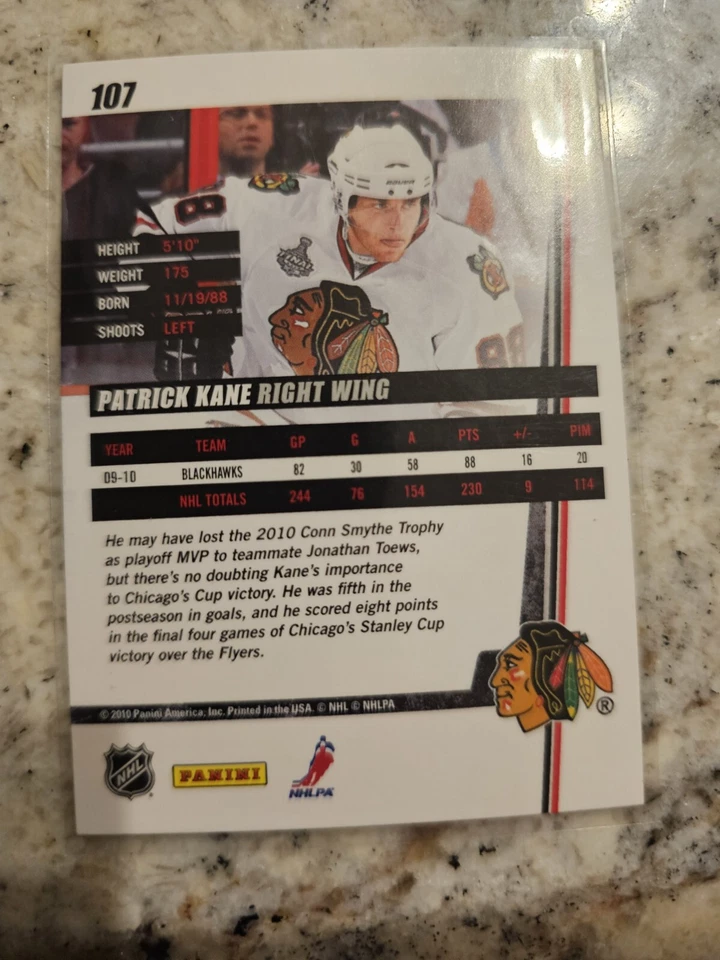 107
88
BAUER
FINAL
HEIGHT 5'10"
WEIGHT 175
BORN 11/19/88
SHOOTS LEFT
88
PATRICK KANE RIGHT WING
YEAR TEAM GP G A PTS +/- PIM
09-10 BLACKHAWKS 82 30 58 88 16 20
NHL TOTALS 244 76 154 230 9 114
He may have lost the 2010 Conn Smythe Trophy
as playoff MVP to teammate Jonathan Toews,
but there's no doubting Kane's importance
to Chicago's Cup victory. He was fifth in the
postseason in goals, and he scored eight points
in the final four games of Chicago's Stanley Cup
victory over the Flyers.
®
© 2010 Panini America, Inc. Printed in the USA. © NHL © NHLPA
NHL
PANINI
NHLPA